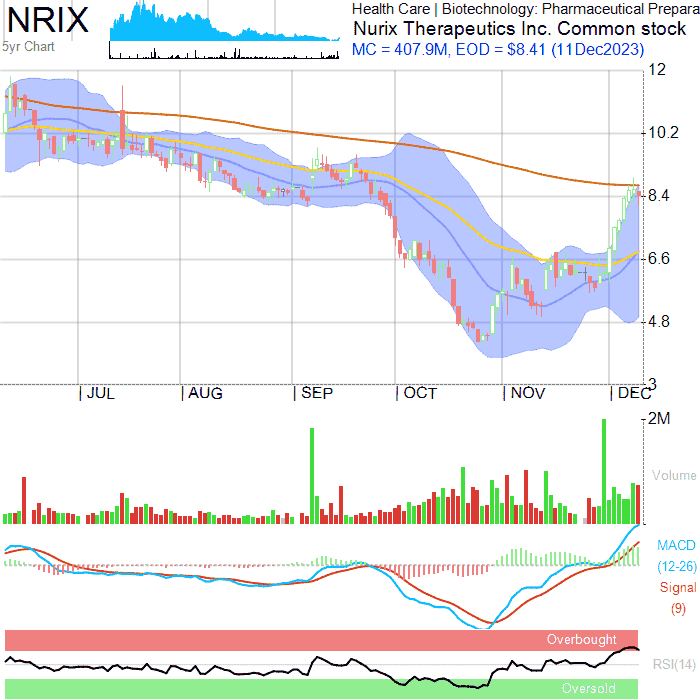 NRIX
Health Care | Biotechnology: Pharmaceutical Prepara
Nurix Therapeutics Inc. Common stock
5yr Chart
MC = 407.9M, EOD = $8.41 (11Dec2023)
12
10.2
8.4
6.6
4.8
3
JUL AUG SEP OCT NOV DEC
2M
Volume
MACD
(12-26)
Signal
(9)
Overbought
RSI(14)
Oversold